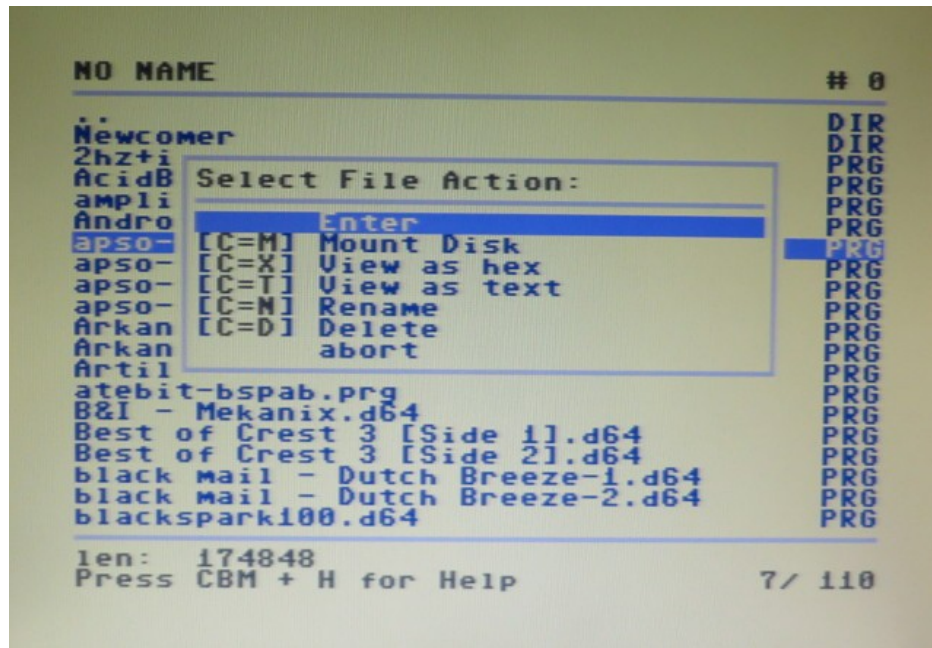 NO NAME # 0
.. DIR
Newcomer DIR
2hz+i PRG
AcidB PRG
ampli PRG
Andro PRG
apso- PRG
apso- PRG
apso- PRG
apso- PRG
Arkan PRG
Arkan PRG
Artil PRG
Select File Action:
Enter
[C=M] Mount Disk
[C=X] View as hex
[C=T] View as text
[C=N] Rename
[C=D] Delete
abort
atebit-bspab.prg PRG
B&I - Mekanix.d64 PRG
Best of Crest 3 [Side 1].d64 PRG
Best of Crest 3 [Side 2].d64 PRG
black mail - Dutch Breeze-1.d64 PRG
black mail - Dutch Breeze-2.d64 PRG
blackspark100.d64 PRG
len: 174848
Press CBM + H for Help 7/ 110